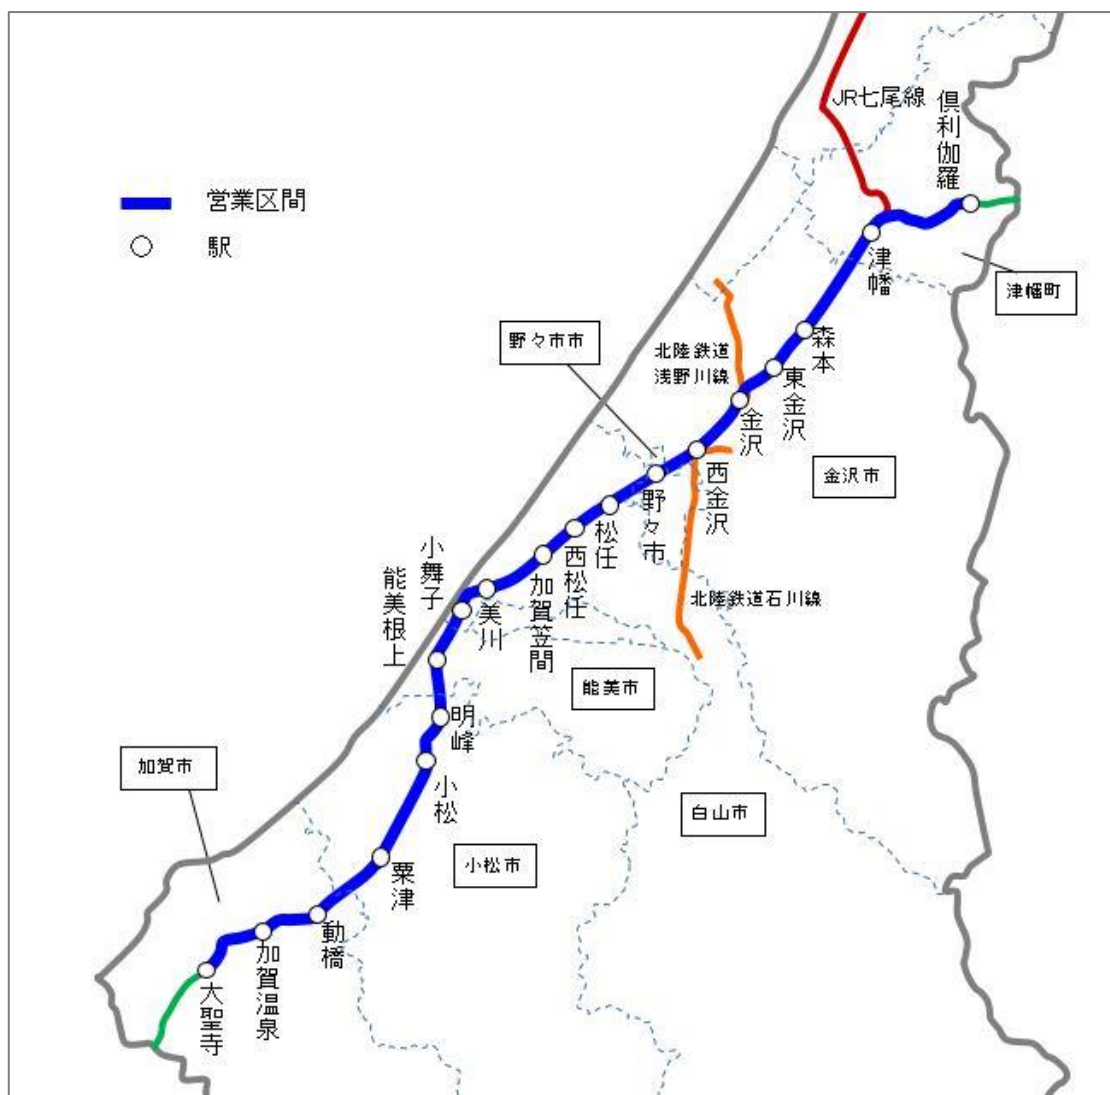 JR七尾線
倶利伽羅
営業区間
駅
津幡
津幡町
野々市市
森本
北陸鉄道
浅野川線
東金沢
金沢
西金沢
金沢市
野々市
松任
西松任
加賀笠間
美川
小舞子
能美根上
北陸鉄道石川線
能美市
明峰
小松
加賀市
白山市
小松市
粟津
動橋
加賀温泉
大聖寺